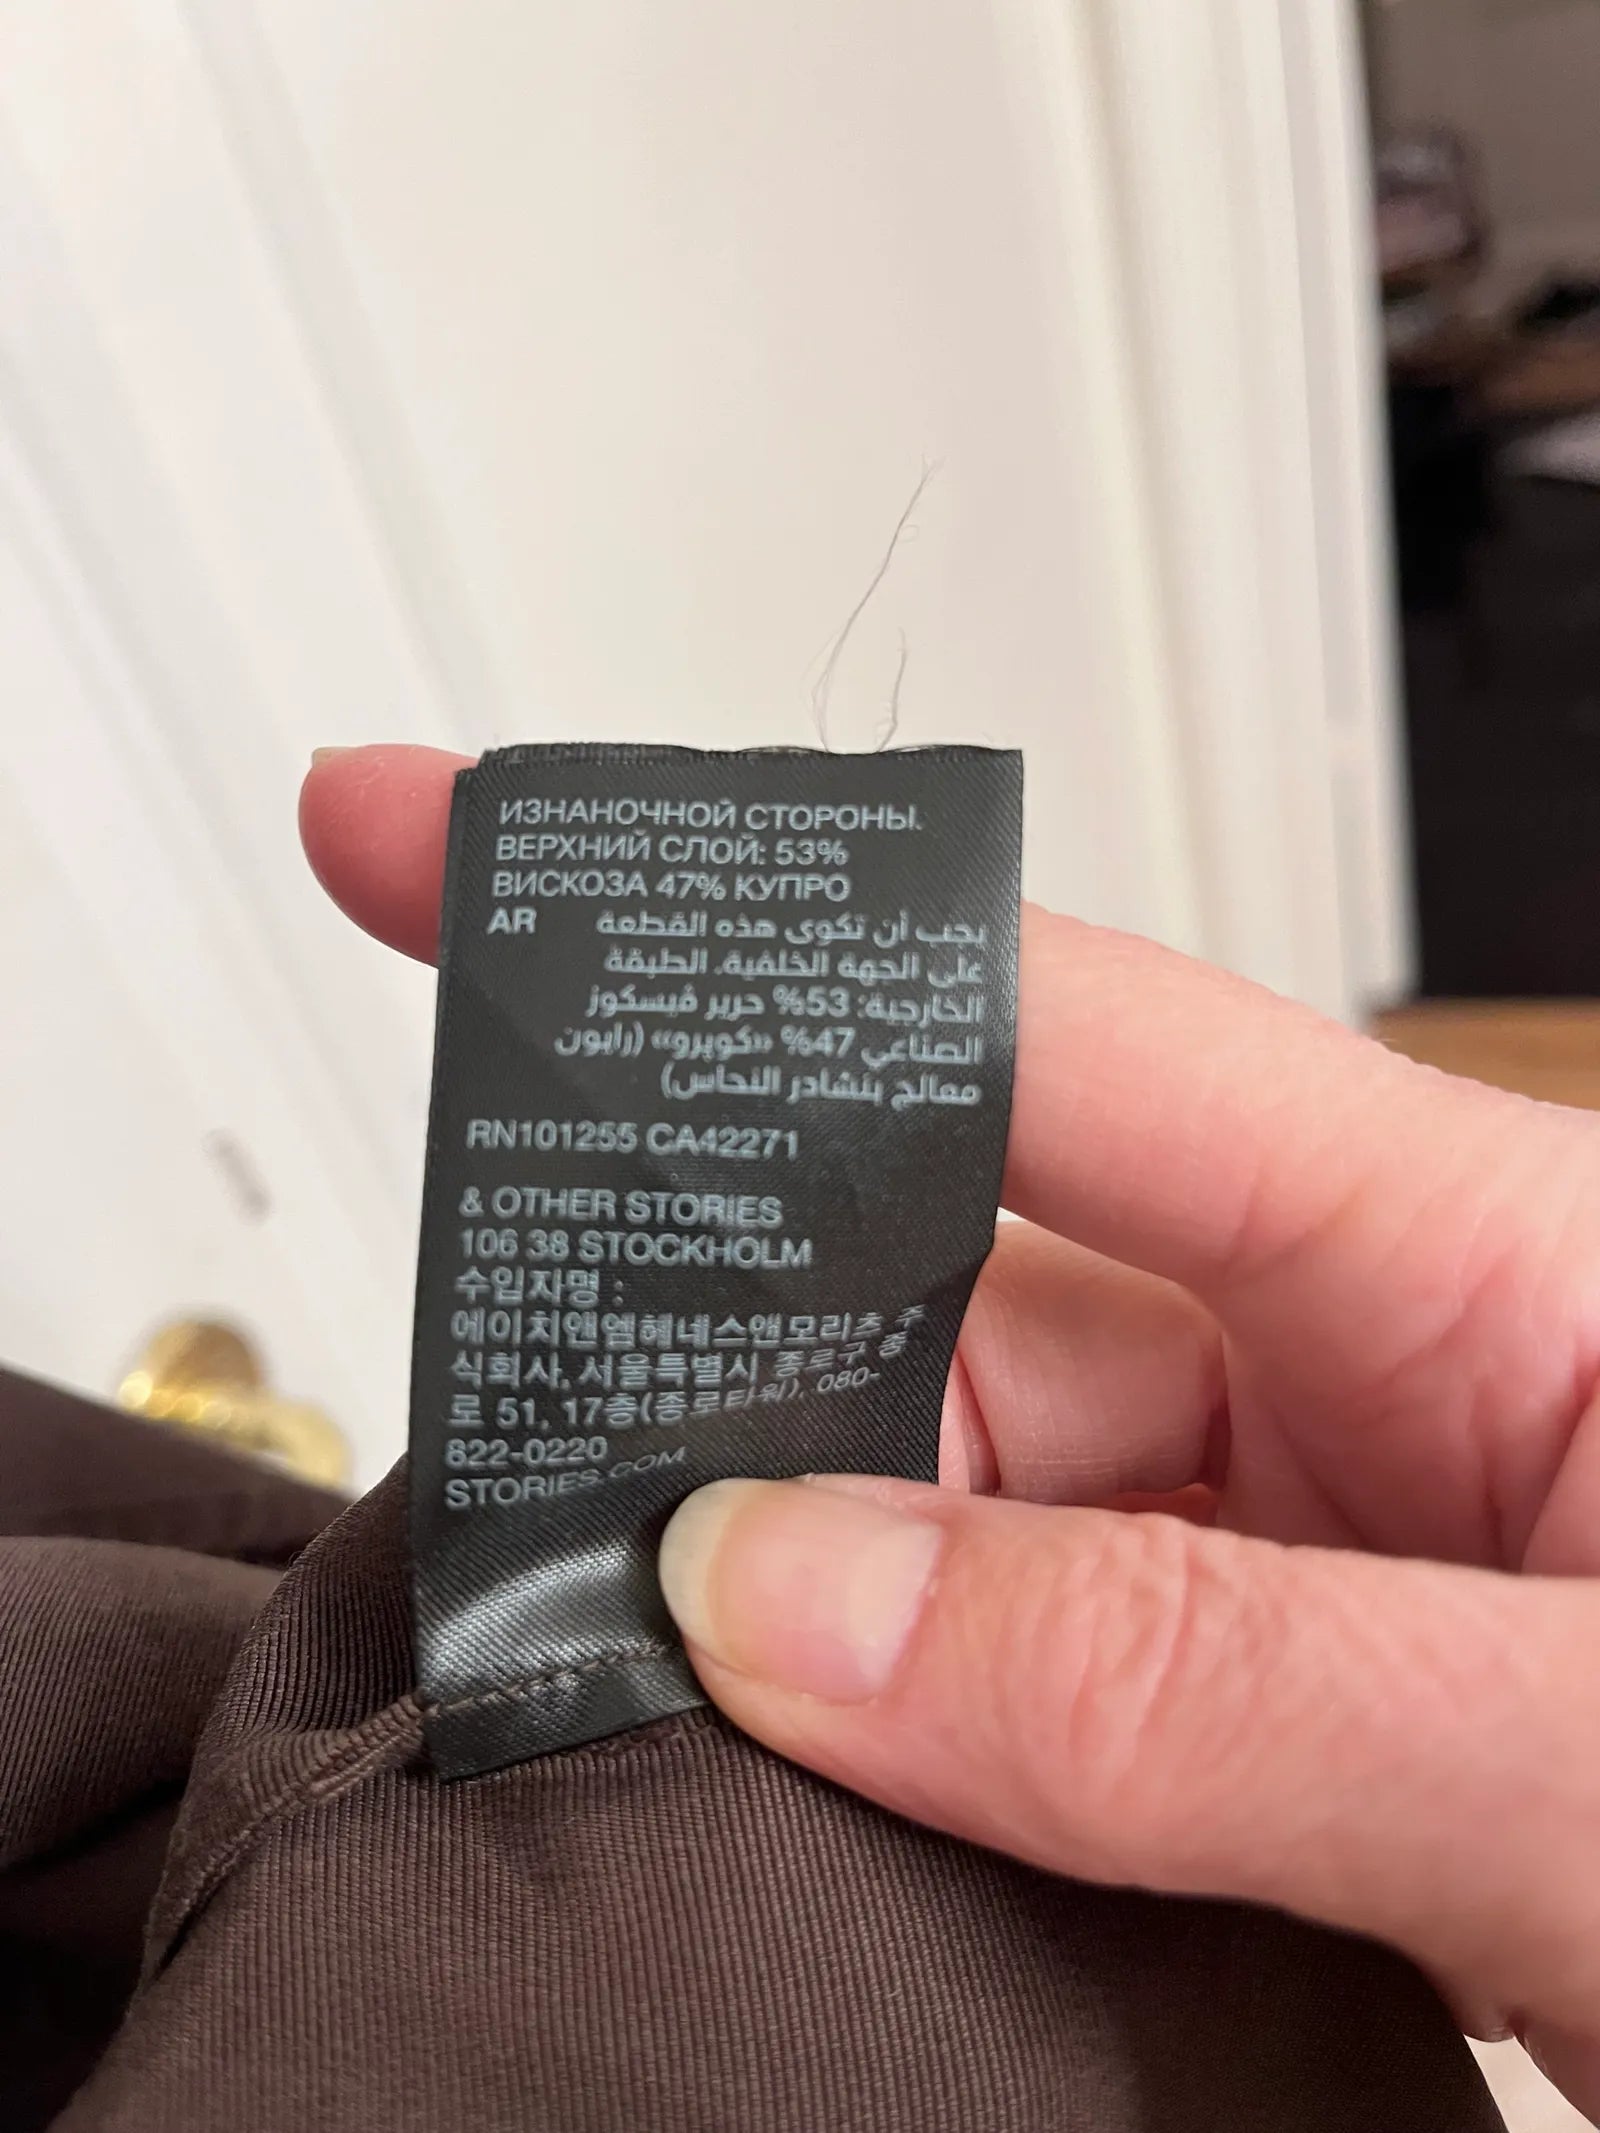 ИЗНАНОЧНОЙ СТОРОНЫ.
ВЕРХНИЙ СЛОЙ: 53%
ВИСКОЗА 47% КУПРО
AR يجب أن تكوى هذه القطعة
على الجهة الخلفية. الطبقة
الخارجية: 53% حرير فيسكوز
الصناعي 47% «كوبرو» (رايون
معالج بنشادر النحاس)
RN101255 CA42271
& OTHER STORIES
106 38 STOCKHOLM
수입자명 :
에이치앤엠헤네스앤모리츠 주
식회사, 서울특별시 종로구 종
로 51, 17층(종로타워), 080-
822-0220
STORIES.COM